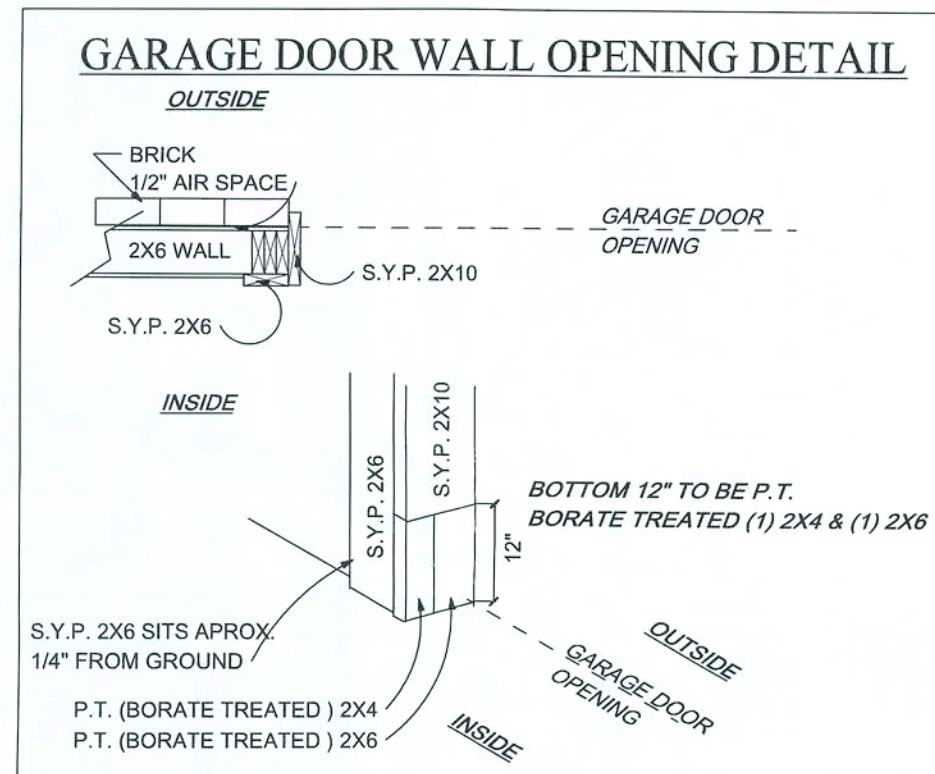 GARAGE DOOR WALL OPENING DETAIL
OUTSIDE
BRICK
1/2" AIR SPACE
2X6 WALL
GARAGE DOOR
OPENING
S.Y.P. 2X10
S.Y.P. 2X6
INSIDE
S.Y.P. 2X6
S.Y.P. 2X10
BOTTOM 12" TO BE P.T.
BORATE TREATED (1) 2X4 & (1) 2X6
12"
S.Y.P. 2X6 SITS APROX.
1/4" FROM GROUND
OUTSIDE
GARAGE DOOR
OPENING
P.T. (BORATE TREATED ) 2X4
P.T. (BORATE TREATED ) 2X6
INSIDE